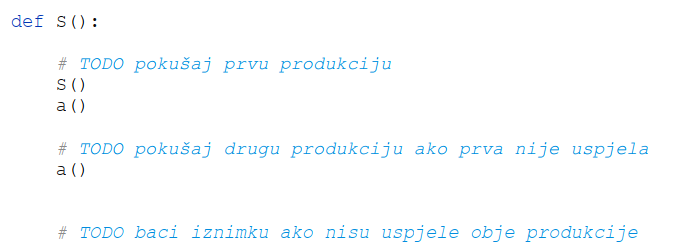 def S():
# TODO pokušaj prvu produkciju
S()
a()
# TODO pokušaj drugu produkciju ako prva nije uspjela
a()
# TODO baci iznimku ako nisu uspjele obje produkcije